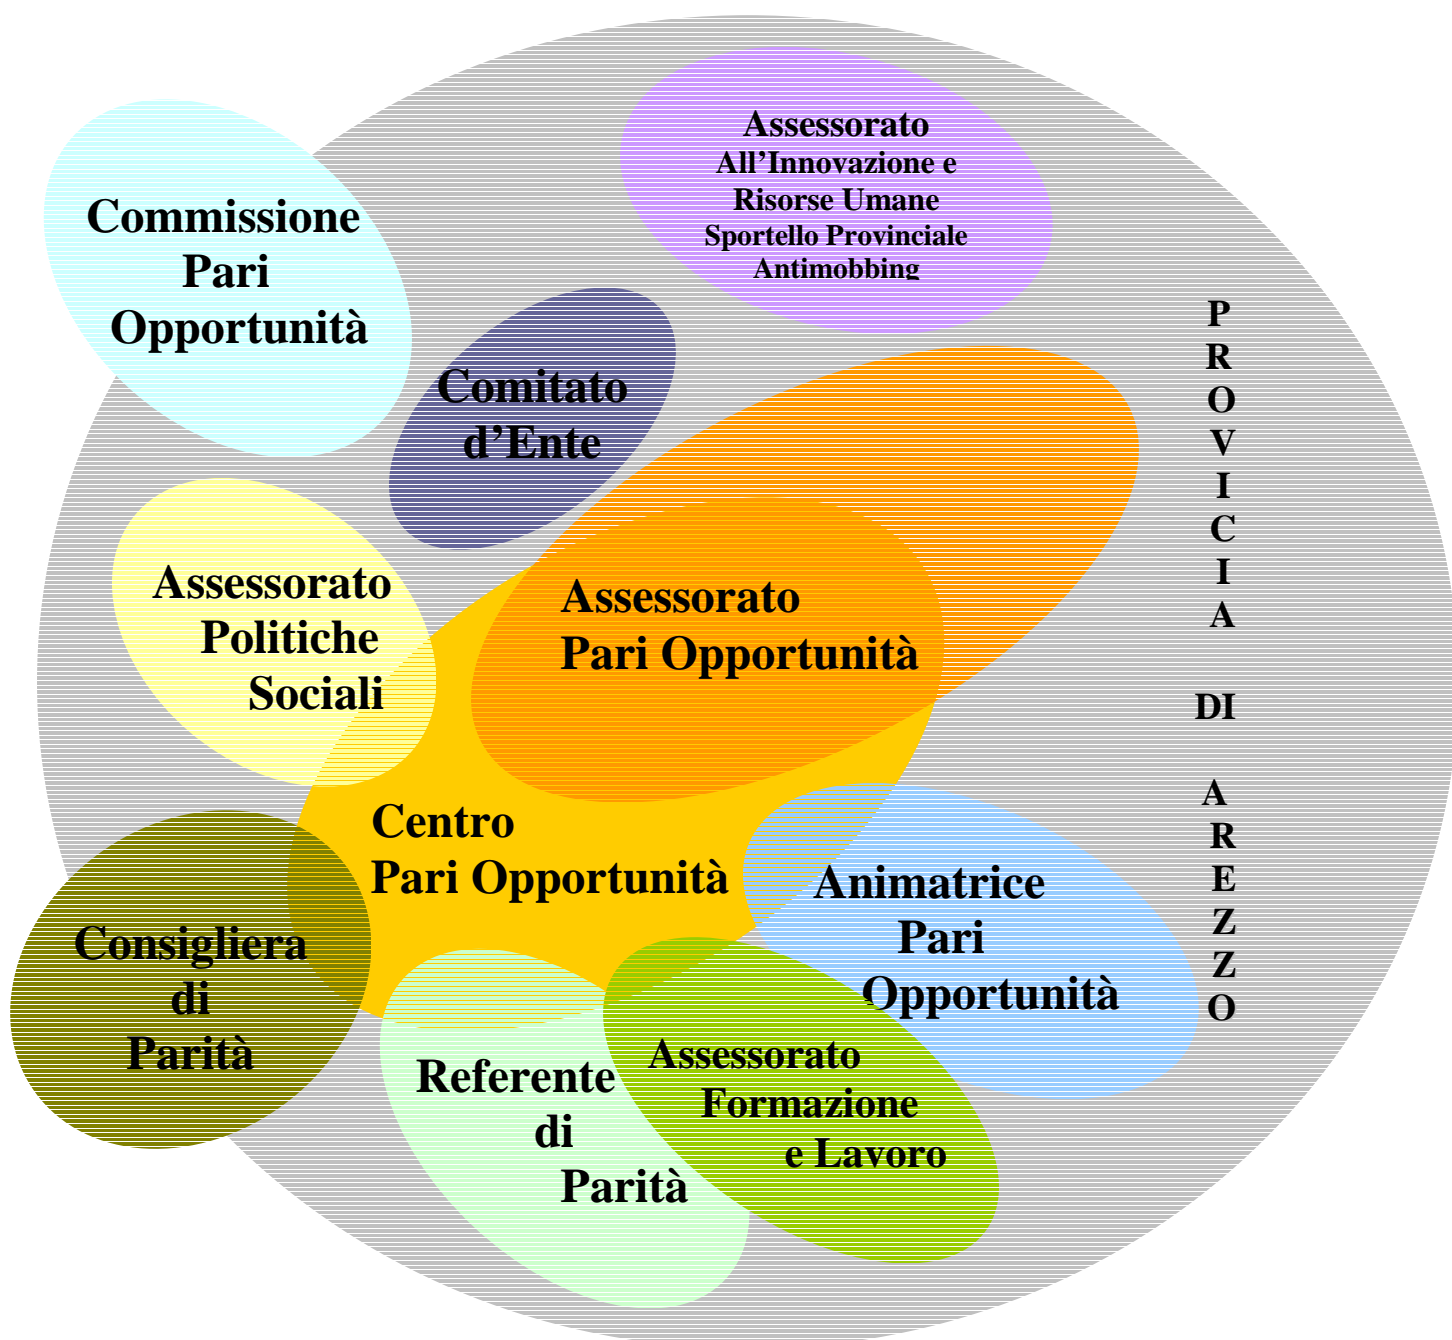 Assessorato
All’Innovazione e
Risorse Umane
Sportello Provinciale
Antimobbing
Commissione
Pari
Opportunità
Comitato
d’Ente
Assessorato
Politiche
Sociali
Assessorato
Pari Opportunità
Centro
Pari Opportunità
Animatrice
Pari
Opportunità
Consigliera
di
Parità
Referente
di
Parità
Assessorato
Formazione
e Lavoro
P
R
O
V
I
C
I
A
DI
A
R
E
Z
Z
O